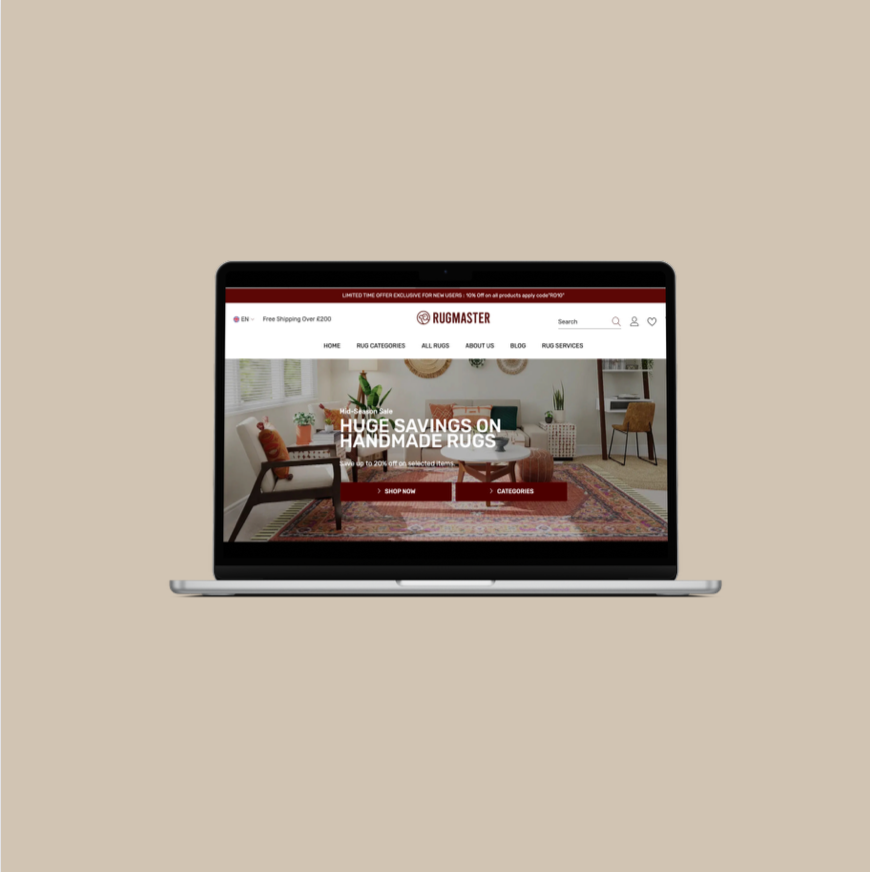 LIMITED TIME OFFER EXCLUSIVE FOR NEW USERS : 10% Off on all products apply code"RO10"
EN Free Shipping Over £200
RUGMASTER
Search
HOME RUG CATEGORIES ALL RUGS ABOUT US BLOG RUG SERVICES
Mid-Season Sale
HUGE SAVINGS ON
HANDMADE RUGS
Save up to 20% off on selected items.
SHOP NOW CATEGORIES